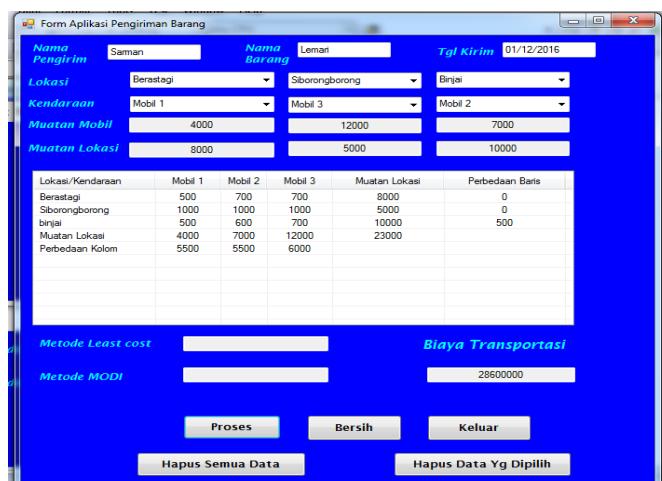 Form Aplikasi Pengiriman Barang
Nama Pengirim Sarman Nama Barang Lemari Tgl Kirim 01/12/2016
Lokasi Berastagi Siborongborong Binjai
Kendaraan Mobil 1 Mobil 3 Mobil 2
Muatan Mobil 4000 12000 7000
Muatan Lokasi 8000 5000 10000
Lokasi/Kendaraan Mobil 1 Mobil 2 Mobil 3 Muatan Lokasi Perbedaan Baris
Berastagi 500 700 700 8000 0
Siborongborong 1000 1000 1000 5000 0
binjai 500 600 700 10000 500
Muatan Lokasi 4000 7000 12000 23000
Perbedaan Kolom 5500 5500 6000
Metode Least cost Biaya Transportasi
Metode MODI 28600000
Proses Bersih Keluar
Hapus Semua Data Hapus Data Yg Dipilih